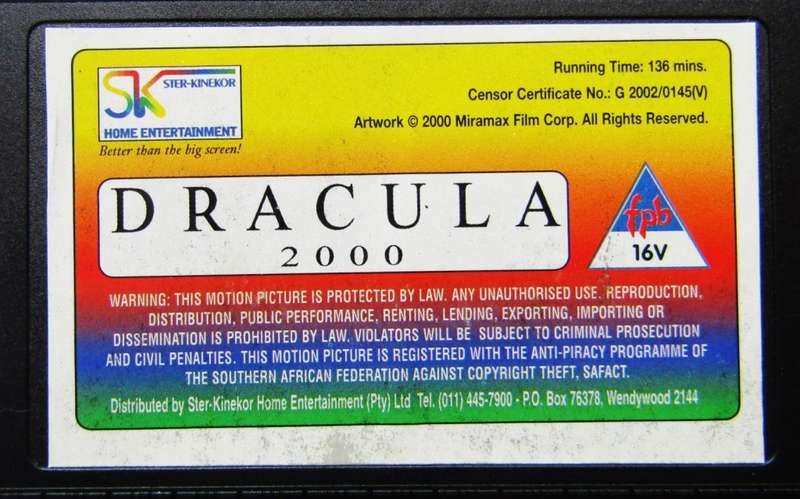 SK STER-KINEKOR
HOME ENTERTAINMENT
Better than the big screen!
Running Time: 136 mins.
Censor Certificate No.: G 2002/0145(V)
Artwork © 2000 Miramax Film Corp. All Rights Reserved.
DRACULA
2000
fpb
16V
WARNING: THIS MOTION PICTURE IS PROTECTED BY LAW. ANY UNAUTHORISED USE. REPRODUCTION,
DISTRIBUTION, PUBLIC PERFORMANCE, RENTING, LENDING, EXPORTING, IMPORTING OR
DISSEMINATION IS PROHIBITED BY LAW. VIOLATORS WILL BE SUBJECT TO CRIMINAL PROSECUTION
AND CIVIL PENALTIES. THIS MOTION PICTURE IS REGISTERED WITH THE ANTI-PIRACY PROGRAMME OF
THE SOUTHERN AFRICAN FEDERATION AGAINST COPYRIGHT THEFT, SAFACT.
Distributed by Ster-Kinekor Home Entertainment (Pty) Ltd Tel. (011) 445-7900 - P.O. Box 76378, Wendywood 2144